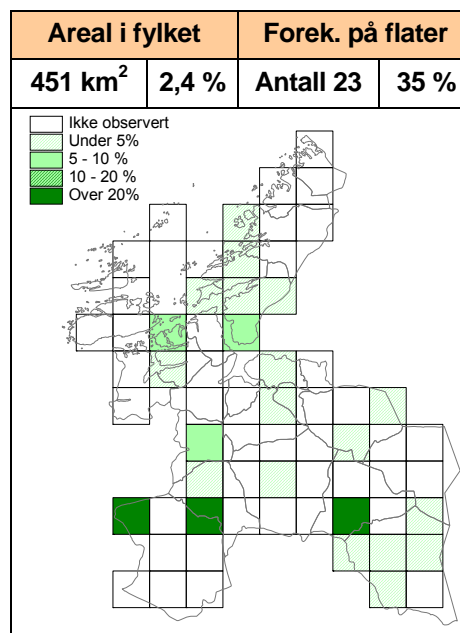 Areal i fylket Forek. på flater
451 km² 2,4 % Antall 23 35 %
Ikke observert
Under 5%
5 - 10 %
10 - 20 %
Over 20%